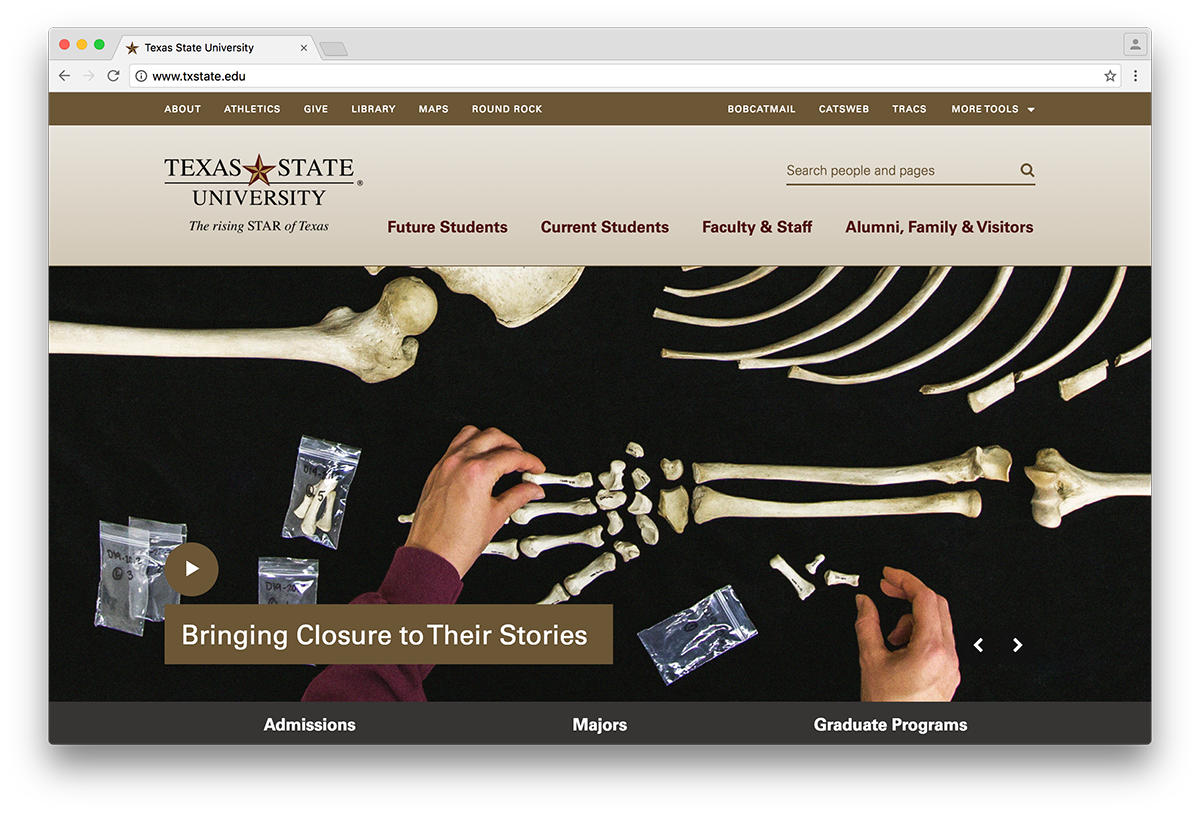 Texas State University
www.txstate.edu
ABOUT ATHLETICS GIVE LIBRARY MAPS ROUND ROCK BOBCATMAIL CATSWEB TRACS MORE TOOLS
TEXAS STATE
UNIVERSITY
®
The rising STAR of Texas
Search people and pages
Future Students Current Students Faculty & Staff Alumni, Family & Visitors
5
3
Bringing Closure to Their Stories
Admissions Majors Graduate Programs